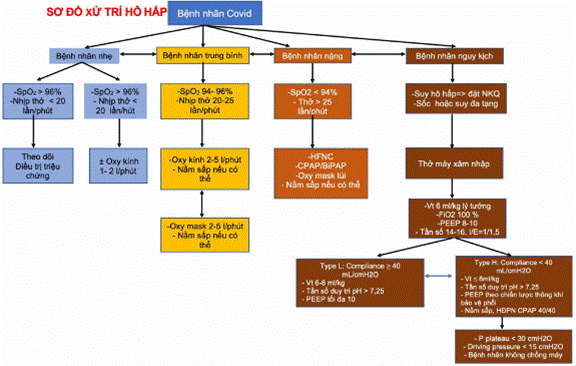 SƠ ĐỒ XỬ TRÍ HÔ HẤP
Bệnh nhân Covid
Bệnh nhân nhẹ
Bệnh nhân trung bình
Bệnh nhân nặng
Bệnh nhân nguy kịch
-SpO₂ > 96%
-Nhịp thở < 20
lần/phút
-SpO₂ > 96%
- Nhịp thở <
20 lần/hút
-SpO₂ 94- 96%
- Nhịp thở 20-25
lần/phút
-SpO2 < 94%
- Thở > 25
lần/phút
-Suy hô hấp=> đặt NKQ
-Sốc hoặc suy đa tạng
Theo dõi
Điều trị triệu
chứng
± Oxy kính
1- 2 l/phút
-Oxy kính 2-5 l/phút
- Nằm sấp nếu có
thể
-HFNC
- CPAP/BiPAP
- Oxy mask túi
- Nằm sấp nếu có thể
Thở máy xâm nhập
-Oxy mask 2-5 l/phút
- Nằm sấp nếu có
thể
-Vt 6 ml/kg lý tưởng
- FiO2 100 %
-PEEP 8-10
- Tần số 14-16, I/E=1/1,5
Type L: Compliance ≥ 40
mL/cmH2O
- Vt 6-8 ml/kg
- Tần số duy trì pH > 7,25
- PEEP tối đa 10
Type H: Compliance < 40
mL/cmH2O
- Vt ≤ 6ml/kg
- Tần số duy trì pH > 7,25
- PEEP theo chiến lược thông khí
bảo vệ phổi
- Nằm sấp, HĐPN CPAP 40/40
- P plateau < 30 cmH2O
- Driving pressure < 15 cmH2O
- Bệnh nhân không chống máy